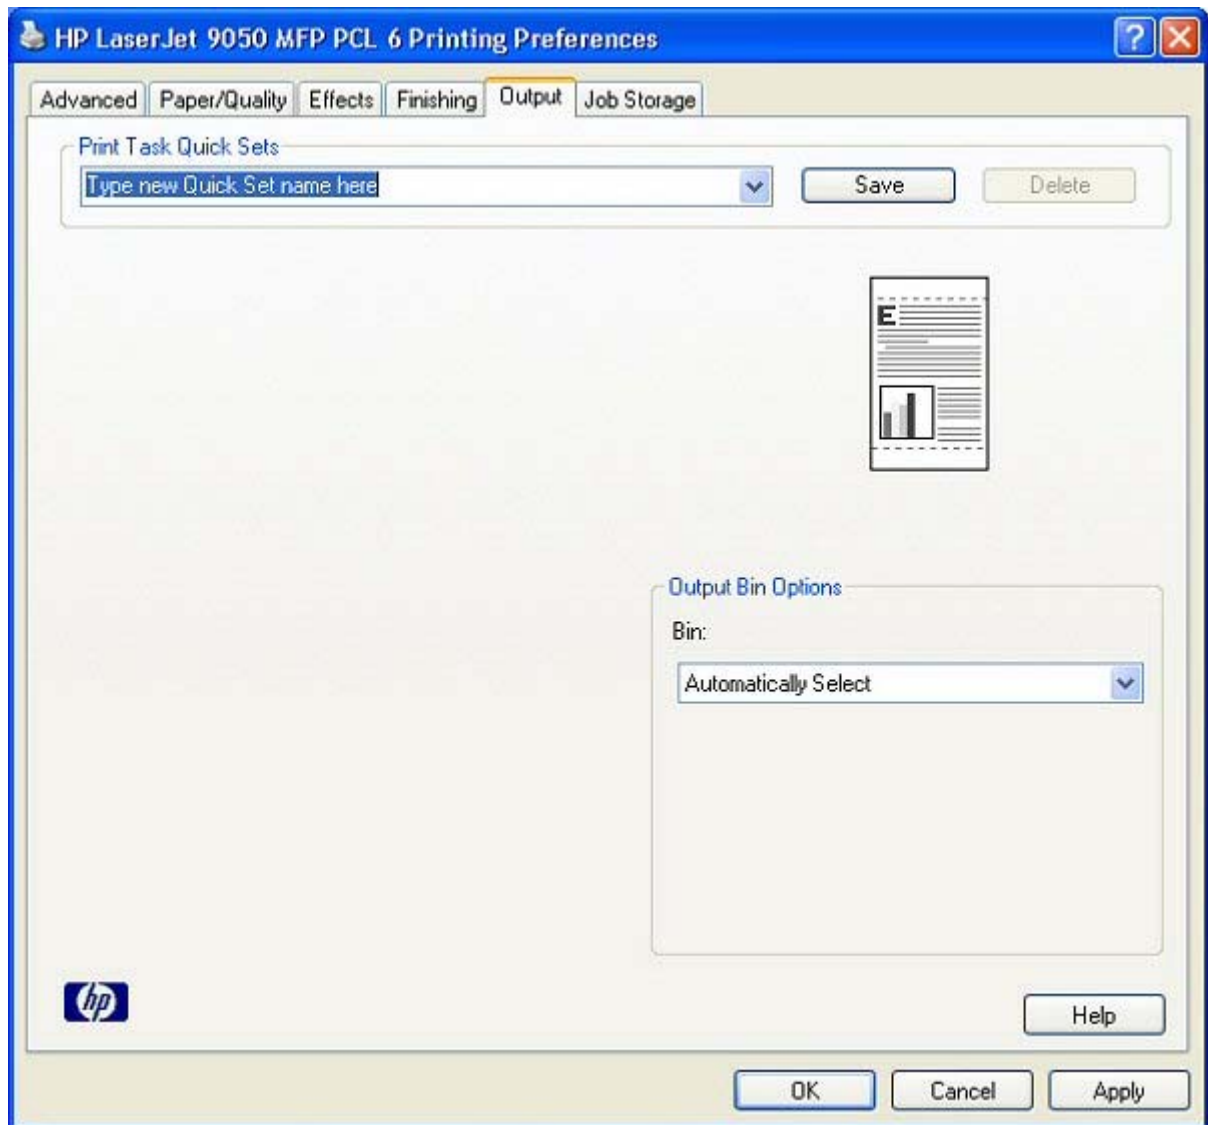 HP LaserJet 9050 MFP PCL 6 Printing Preferences
?
Advanced Paper/Quality Effects Finishing Output Job Storage
Print Task Quick Sets
Type new Quick Set name here Save Delete
E
Output Bin Options
Bin:
Automatically Select
hp
Help
OK Cancel Apply